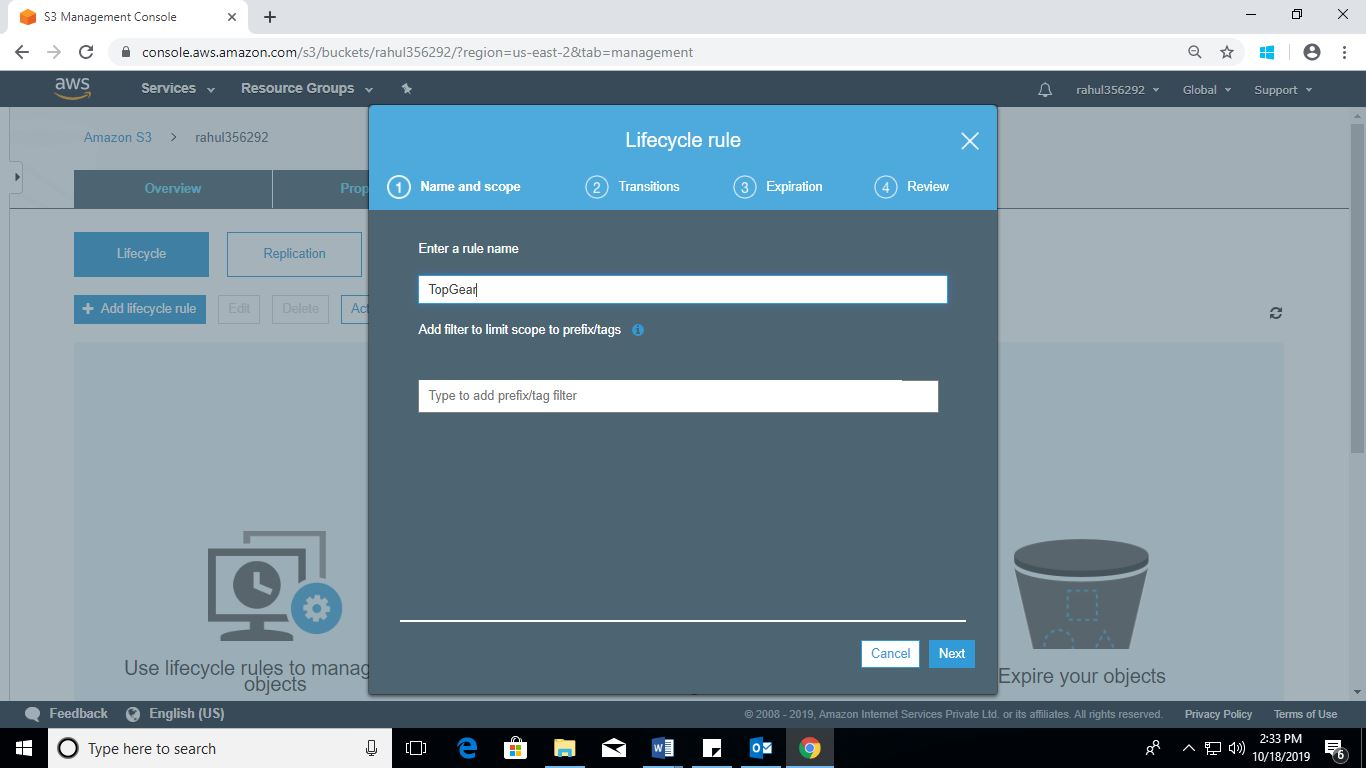 S3 Management Console
console.aws.amazon.com/s3/buckets/rahul356292/?region=us-east-2&tab=management
aws
Services
Resource Groups
rahul356292
Global
Support
Amazon S3 > rahul356292
Overview
Prop
Lifecycle
Replication
+ Add lifecycle rule
Edit
Delete
Act
Lifecycle rule
1 Name and scope
2 Transitions
3 Expiration
4 Review
Enter a rule name
TopGear
Add filter to limit scope to prefix/tags
Type to add prefix/tag filter
Cancel
Next
Use lifecycle rules to manag
objects
Expire your objects
Feedback
English (US)
© 2008 - 2019, Amazon Internet Services Private Ltd. or its affiliates. All rights reserved.
Privacy Policy
Terms of Use
Type here to search
2:33 PM
10/18/2019
6